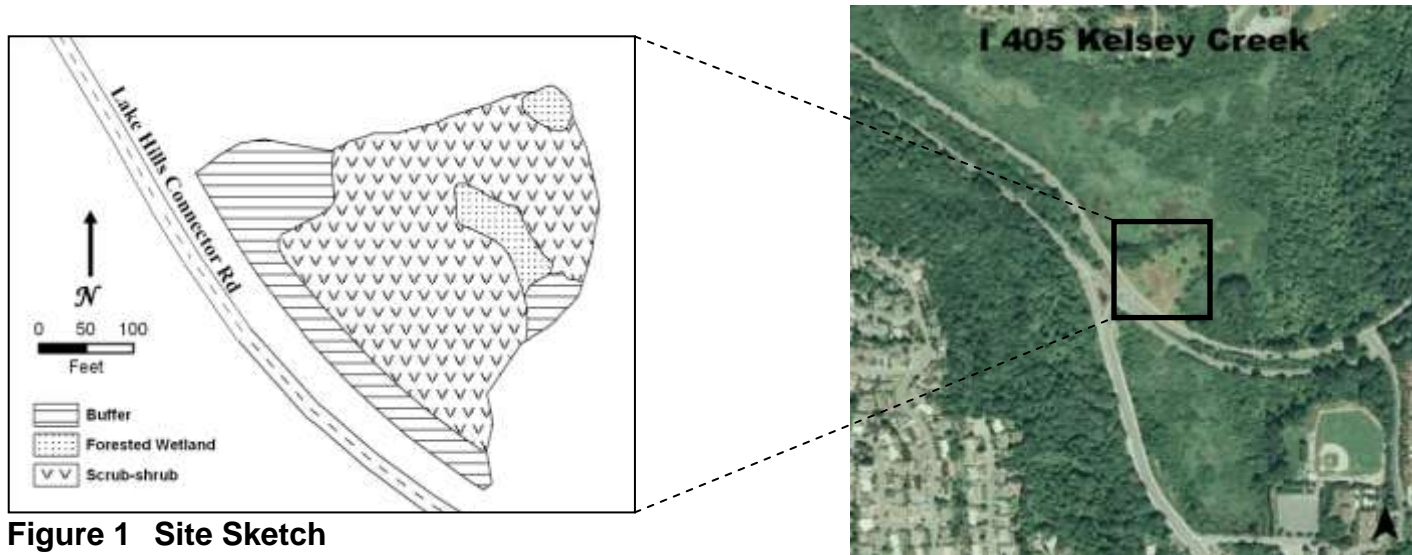 I 405 Kelsey Creek
Lake Hills Connector Rd
N
0 50 100
Feet
Buffer
Forested Wetland
Scrub-shrub
Figure 1 Site Sketch